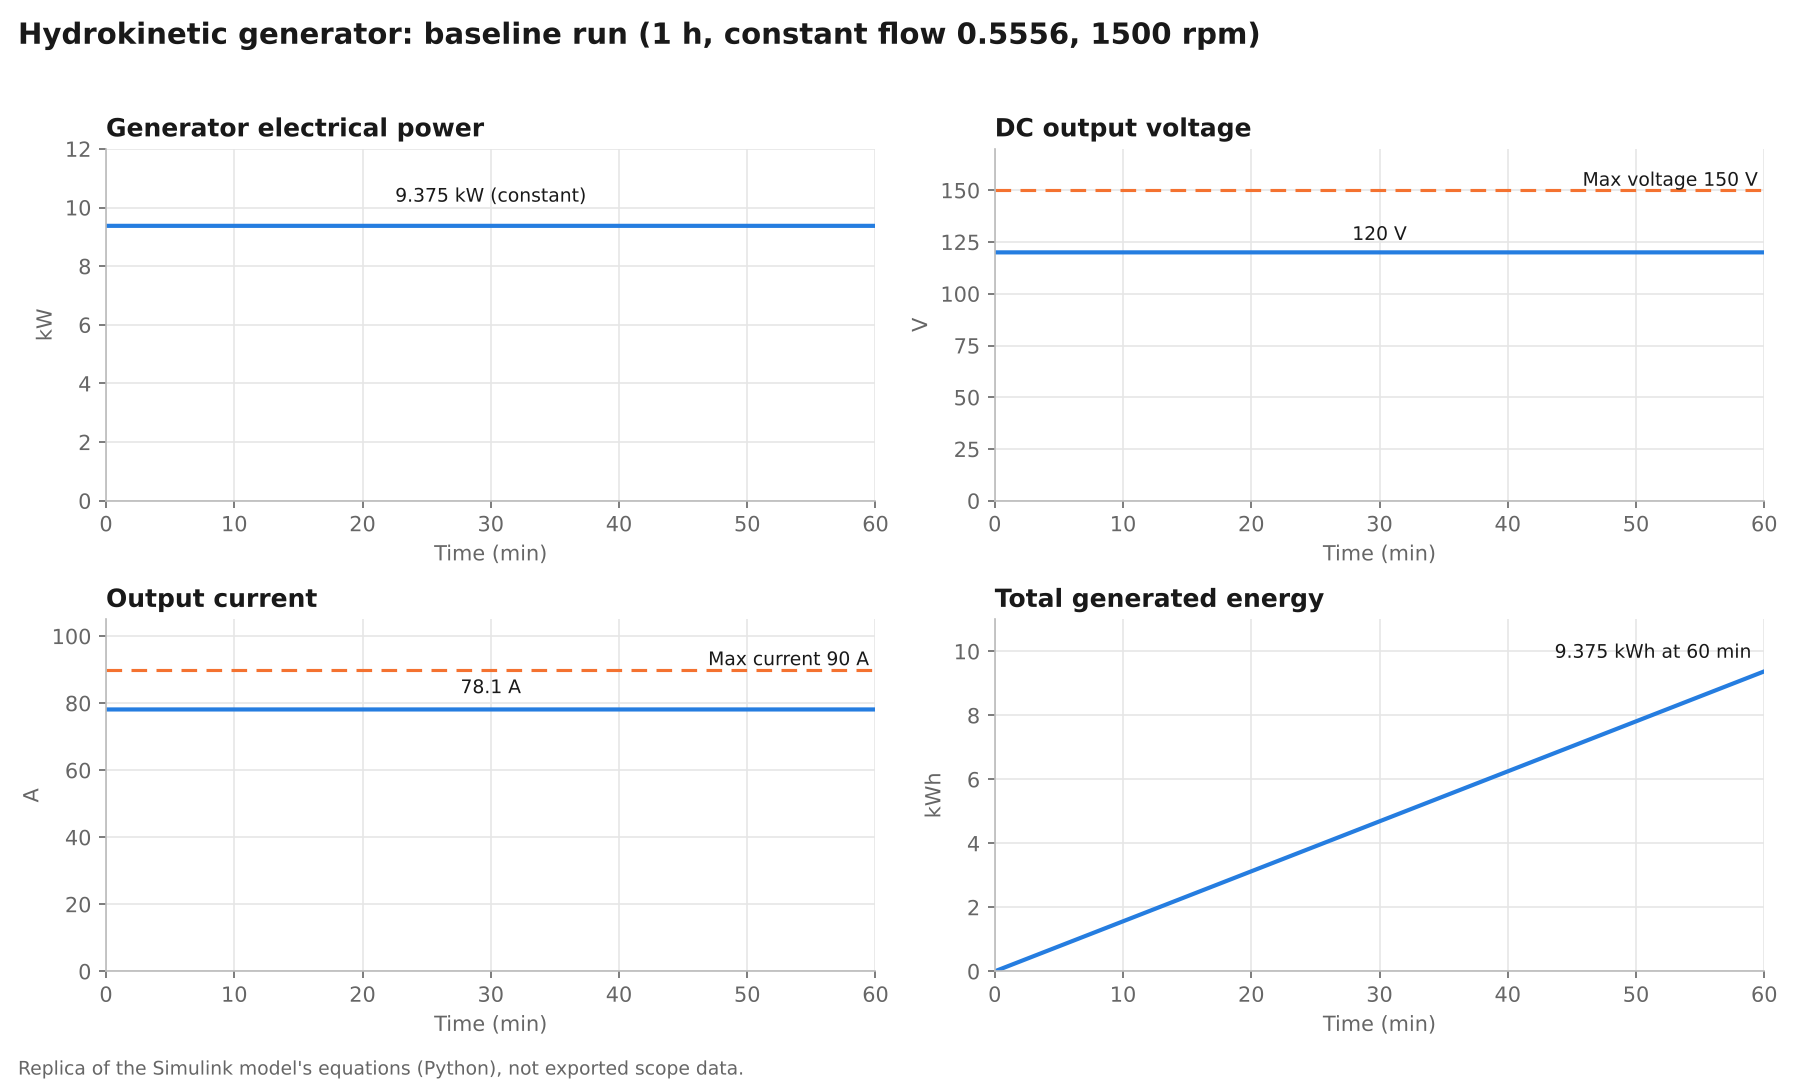 Hydrokinetic generator: baseline run (1 h, constant flow 0.5556, 1500 rpm)
Generator electrical power
12
10
8
6
4
2
0
kW
9.375 kW (constant)
0 10 20 30 40 50 60
Time (min)
DC output voltage
150
125
100
75
50
25
0
V
Max voltage 150 V
120 V
0 10 20 30 40 50 60
Time (min)
Output current
100
80
60
40
20
0
A
Max current 90 A
78.1 A
0 10 20 30 40 50 60
Time (min)
Total generated energy
10
8
6
4
2
0
kWh
9.375 kWh at 60 min
0 10 20 30 40 50 60
Time (min)
Replica of the Simulink model's equations (Python), not exported scope data.